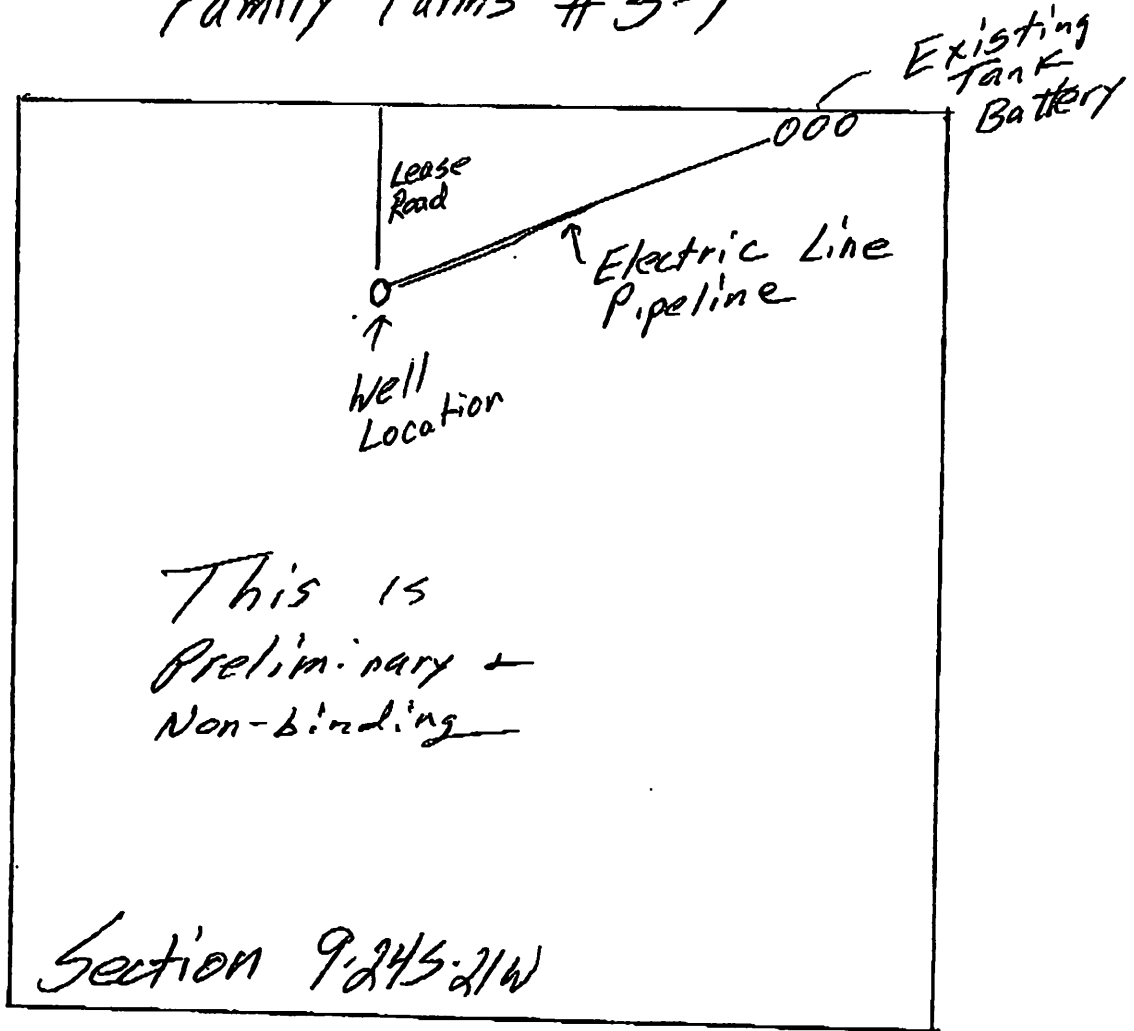 Family Farms #3-9
Existing
Tank
Battery
Lease
Road
Electric Line
Pipeline
Well
Location
This is
Preliminary +
Non-binding
Section 9-24S-21W